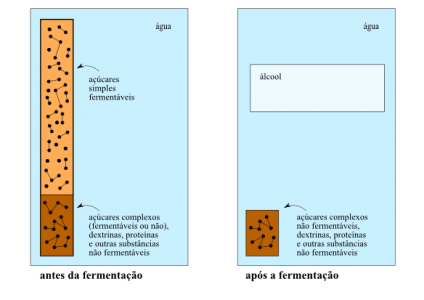 água
açúcares
simples
fermentáveis
açúcares complexos
(fermentáveis ou não),
dextrinas, proteínas
e outras substâncias
não fermentáveis
antes da fermentação
água
álcool
açúcares complexos
não fermentáveis,
dextrinas, proteínas
e outras substâncias
não fermentáveis
após a fermentação